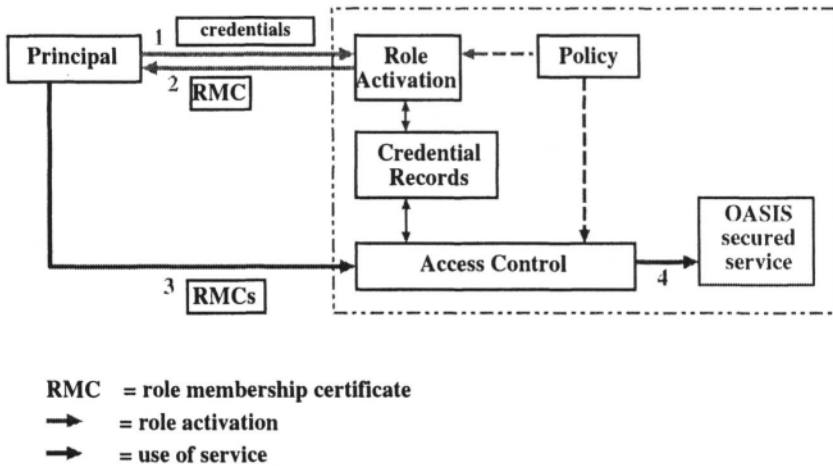 1
credentials
Principal
2
RMC
Role
Activation
Policy
Credential
Records
Access Control
3
RMCs
4
OASIS
secured
service
RMC = role membership certificate
= role activation
= use of service